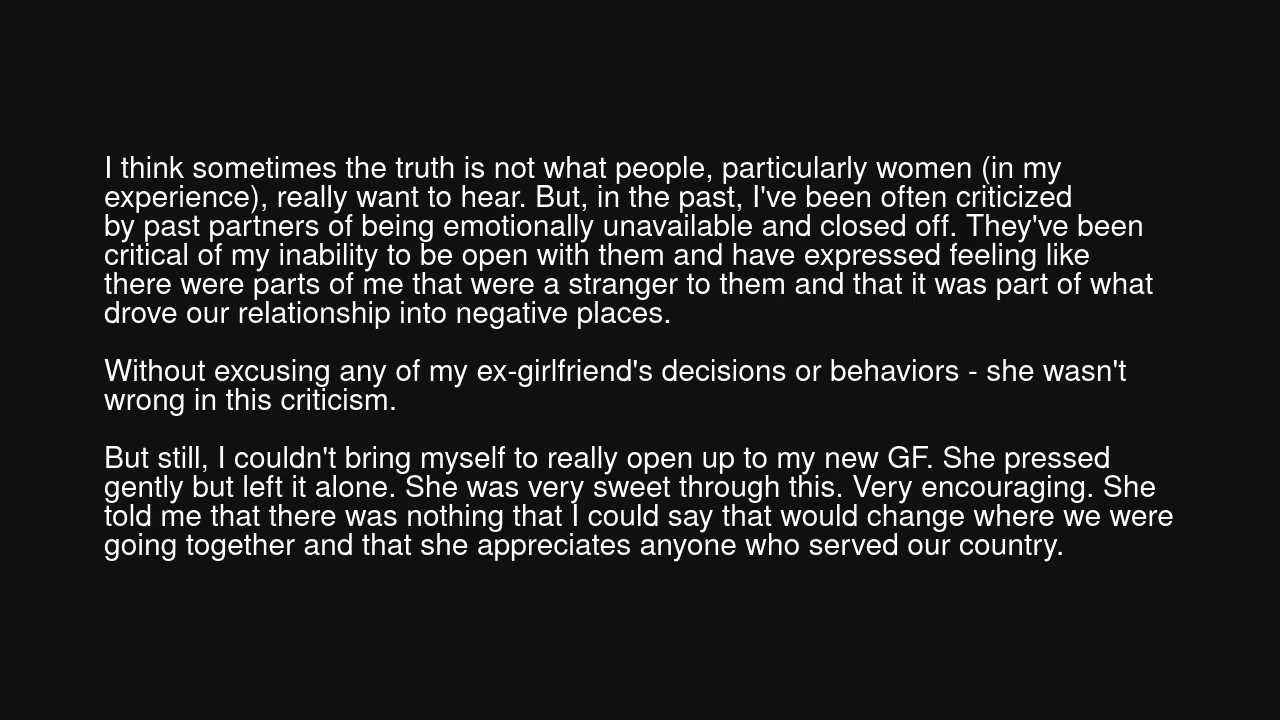 I think sometimes the truth is not what people, particularly women (in my
experience), really want to hear. But, in the past, I've been often criticized
by past partners of being emotionally unavailable and closed off. They've been
critical of my inability to be open with them and have expressed feeling like
there were parts of me that were a stranger to them and that it was part of what
drove our relationship into negative places.
Without excusing any of my ex-girlfriend's decisions or behaviors - she wasn't
wrong in this criticism.
But still, I couldn't bring myself to really open up to my new GF. She pressed
gently but left it alone. She was very sweet through this. Very encouraging. She
told me that there was nothing that I could say that would change where we were
going together and that she appreciates anyone who served our country.